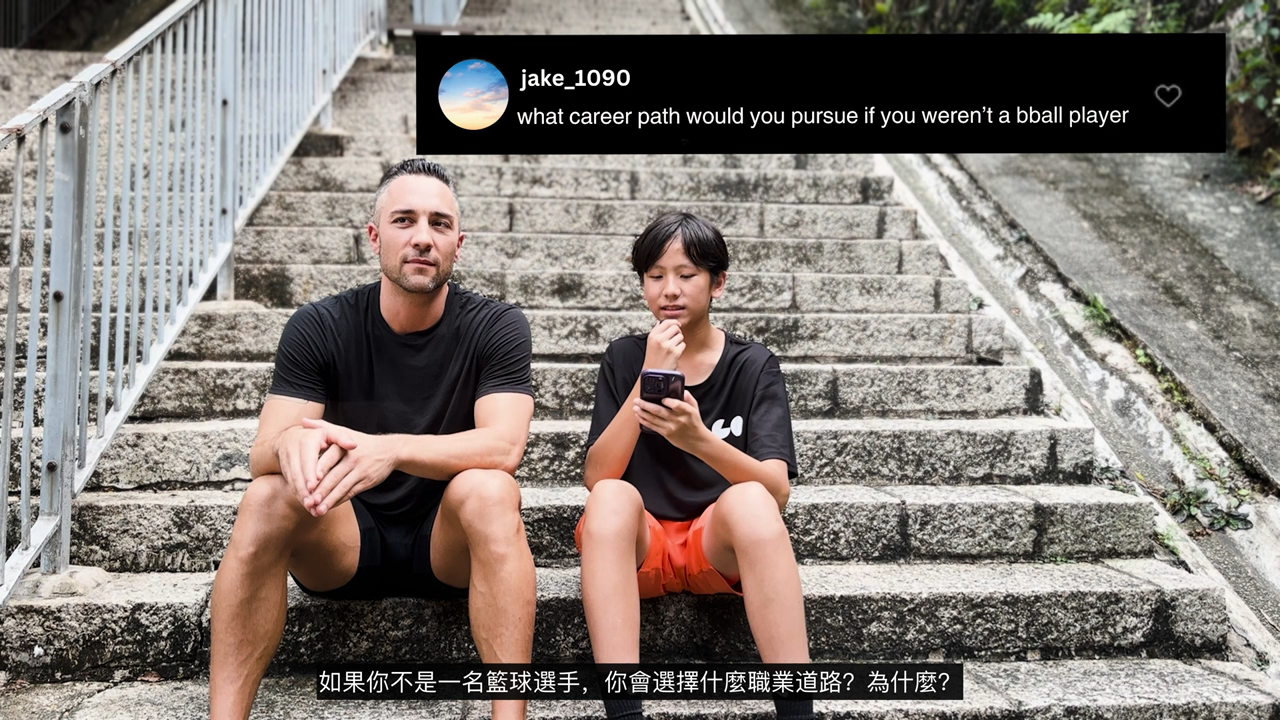 jake_1090
what career path would you pursue if you weren’t a bball player
如果你不是一名籃球選手，你會選擇什麼職業道路？為什麼？